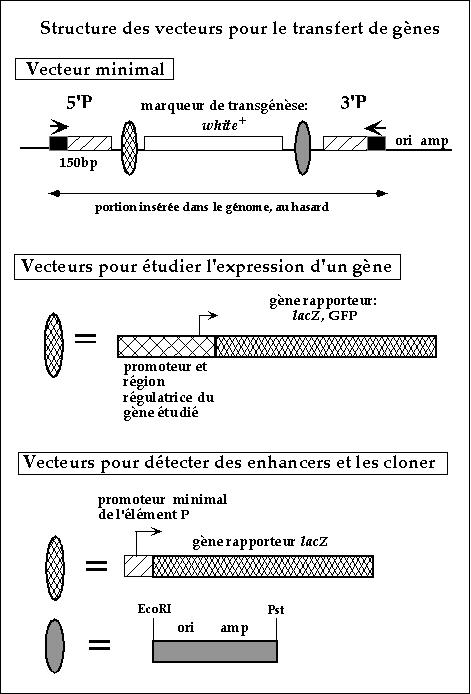 Structure des vecteurs pour le transfert de gènes
Vecteur minimal
5'P
marqueur de transgénèse:
white+
3'P
ori amp
150bp
portion insérée dans le génome, au hasard
Vecteurs pour étudier l'expression d'un gène
gène rapporteur:
lacZ, GFP
=
promoteur et
région
régulatrice du
gène étudié
Vecteurs pour détecter des enhancers et les cloner
promoteur minimal
de l'élément P
gène rapporteur lacZ
=
EcoRI
Pst
ori amp
=